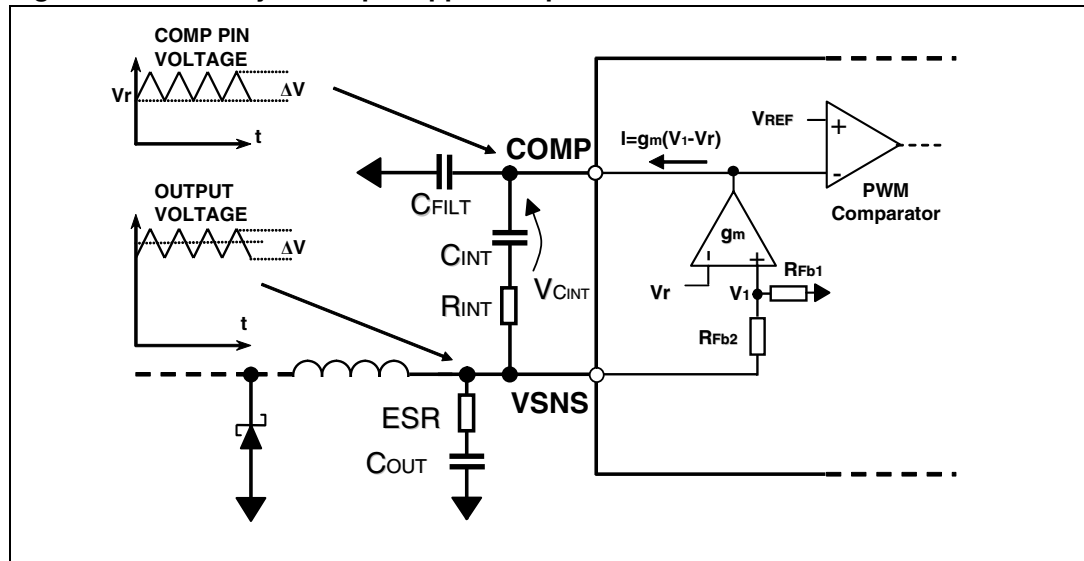 COMP PIN
VOLTAGE
Vr
ΔV
t
OUTPUT
VOLTAGE
ΔV
t
COMP
CFILT
CINT
VCINT
RINT
VSNS
ESR
COUT
I=gm(V1-Vr)
VREF
+
-
PWM
Comparator
gm
-
+
Vr
V1
RFb1
RFb2